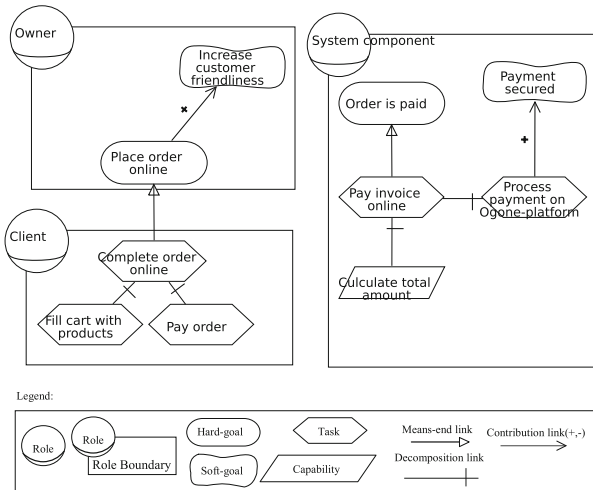 Owner
Increase
customer
friendliness
Place order
online
Client
Complete order
online
Fill cart with
products
Pay order
System component
Order is paid
Payment
secured
Pay invoice
online
Process
payment on
Ogone-platform
Culculate total
amount
Legend:
Role
Role
Role Boundary
Hard-goal
Soft-goal
Task
Capability
Means-end link
Decomposition link
Contribution link(+,-)